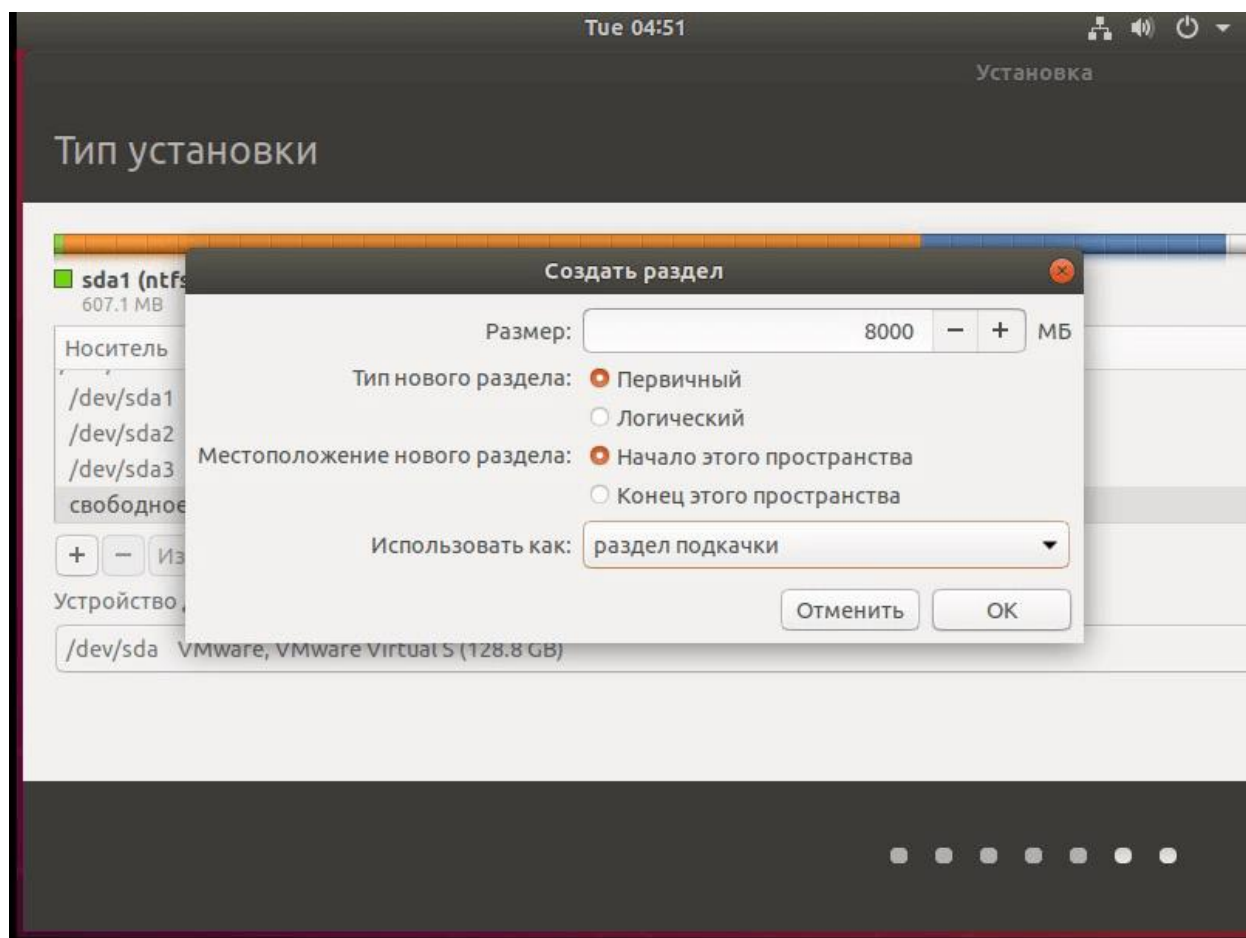 Tue 04:51
Установка
Тип установки
sda1 (ntfs
607.1 MB
Создать раздел
Размер: 8000 − + МБ
Носитель
Тип нового раздела: Первичный
/dev/sda1
Логический
/dev/sda2
Местоположение нового раздела: Начало этого пространства
/dev/sda3
Конец этого пространства
свободное
Использовать как: раздел подкачки
+ − Из
Устройство
Отменить OK
/dev/sda VMware, VMware Virtual S (128.8 GB)